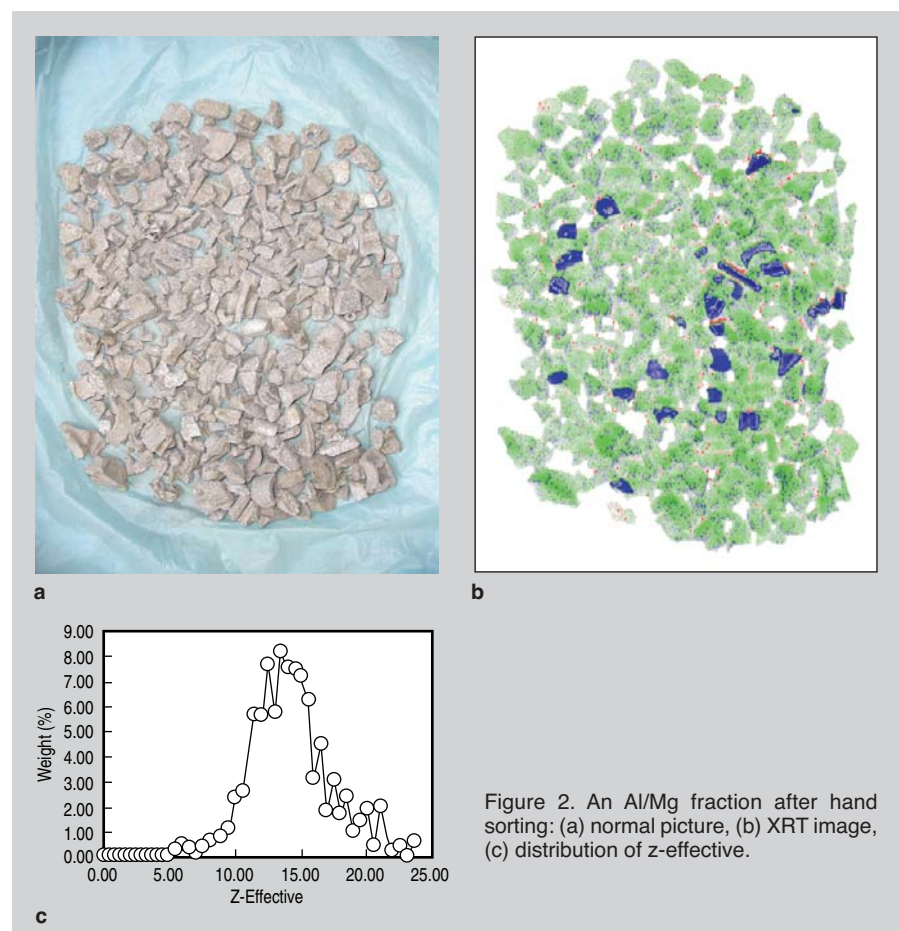 a
b
9.00
8.00
7.00
6.00
5.00
4.00
3.00
2.00
1.00
0.00
Weight (%)
0.00 5.00 10.00 15.00 20.00 25.00
Z-Effective
c
Figure 2. An Al/Mg fraction after hand
sorting: (a) normal picture, (b) XRT image,
(c) distribution of z-effective.